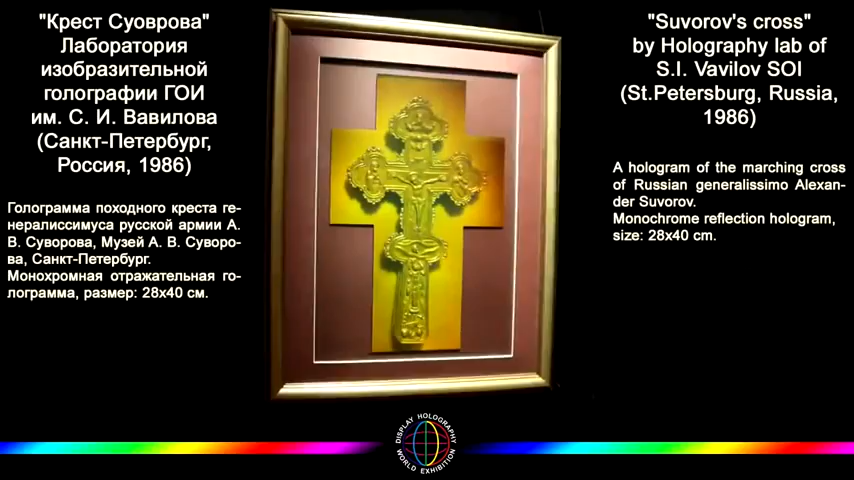 "Крест Суоврова"
Лаборатория
изобразительной
голографии ГОИ
им. С. И. Вавилова
(Санкт-Петербург,
Россия, 1986)
Голограмма походного креста ге-
нералиссимуса русской армии А.
В. Суворова, Музей А. В. Суворо-
ва, Санкт-Петербург.
Монохромная отражательная го-
лограмма, размер: 28x40 см.
"Suvorov's cross"
by Holography lab of
S.I. Vavilov SOI
(St.Petersburg, Russia,
1986)
A hologram of the marching cross
of Russian generalissimo Alexan-
der Suvorov.
Monochrome reflection hologram,
size: 28x40 cm.
DISPLAY HOLOGRAPHY
WORLD EXHIBITION